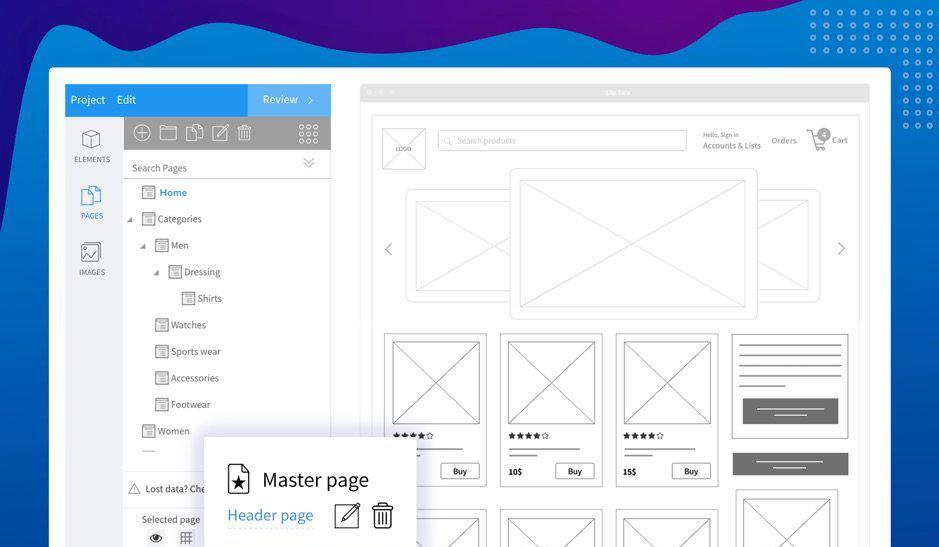 Project Edit Review
ELEMENTS
PAGES
IMAGES
Search Pages
Home
Categories
Men
Dressing
Shirts
Watches
Sports wear
Accessories
Footwear
Women
Lost data? Che
Selected page
Master page
Header page
Site Title
LOGO
Search products
Hello, Sign in
Accounts & Lists
Orders
4
Cart
Buy
10$ Buy
15$ Buy